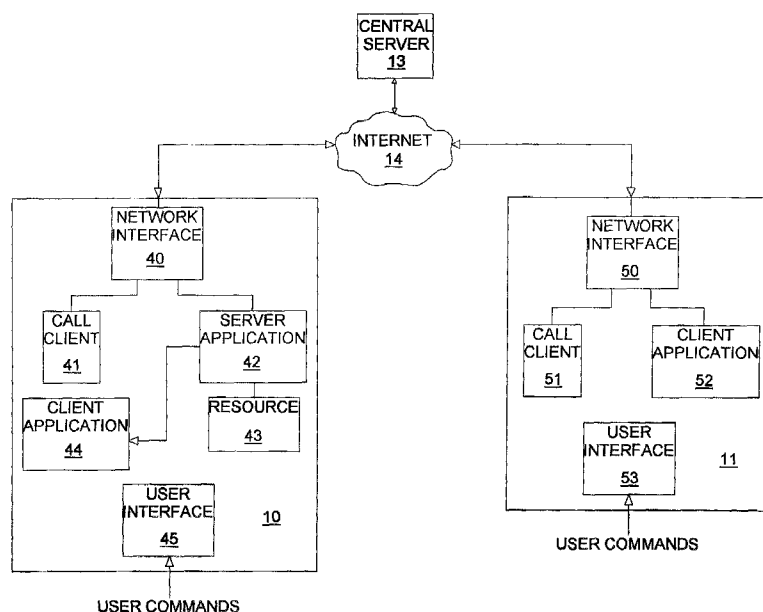 CENTRAL
SERVER
13
INTERNET
14
NETWORK
INTERFACE
40
CALL
CLIENT
41
SERVER
APPLICATION
42
CLIENT
APPLICATION
44
RESOURCE
43
USER
INTERFACE
45
10
USER COMMANDS
NETWORK
INTERFACE
50
CALL
CLIENT
51
CLIENT
APPLICATION
52
USER
INTERFACE
53
11
USER COMMANDS